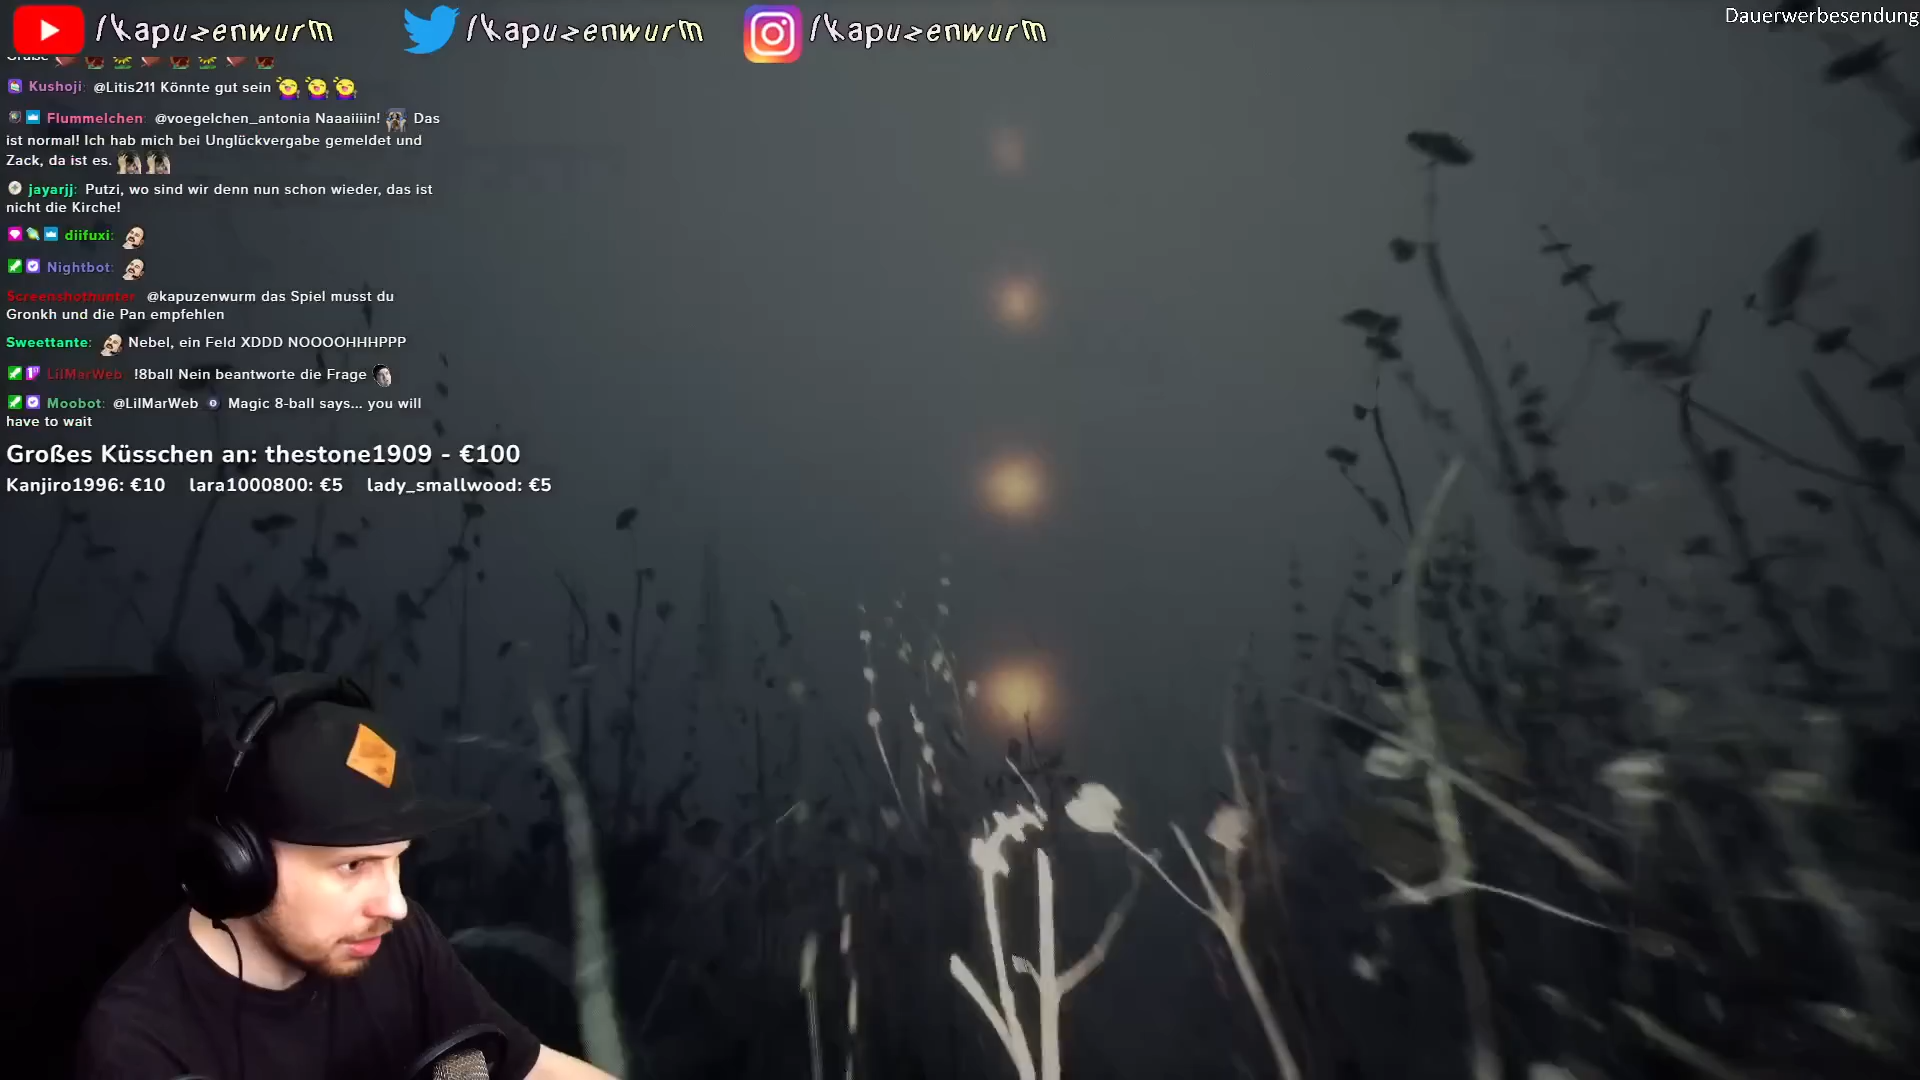 /kapuzenwurm /kapuzenwurm /kapuzenwurm Dauerwerbesendung
Grüße
Kushoji: @Litis211 Könnte gut sein
Flummelchen: @voegelchen_antonia Naaaiiiin! Das
ist normal! Ich hab mich bei Unglückvergabe gemeldet und
Zack, da ist es.
jayarjj: Putzi, wo sind wir denn nun schon wieder, das ist
nicht die Kirche!
diifuxi:
Nightbot:
Screenshothunter @kapuzenwurm das Spiel musst du
Gronkh und die Pan empfehlen
Sweettante: Nebel, ein Feld XDDD NOOOOHHHPPP
LilMarWeb !8ball Nein beantworte die Frage
Moobot: @LilMarWeb Magic 8-ball says... you will
have to wait
Großes Küsschen an: thestone1909 - €100
Kanjiro1996: €10 lara1000800: €5 lady_smallwood: €5